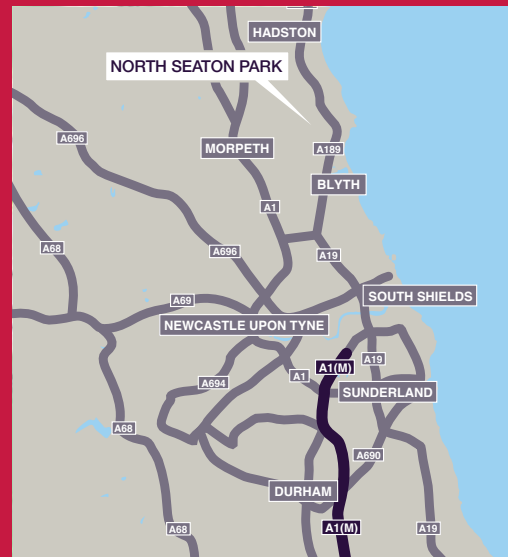 HADSTON
NORTH SEATON PARK
A696
A189
MORPETH
BLYTH
A1
A68
A696
A19
A69
SOUTH SHIELDS
NEWCASTLE UPON TYNE
A19
A1(M)
A1
A694
SUNDERLAND
A68
A690
DURHAM
A68
A1(M)
A19